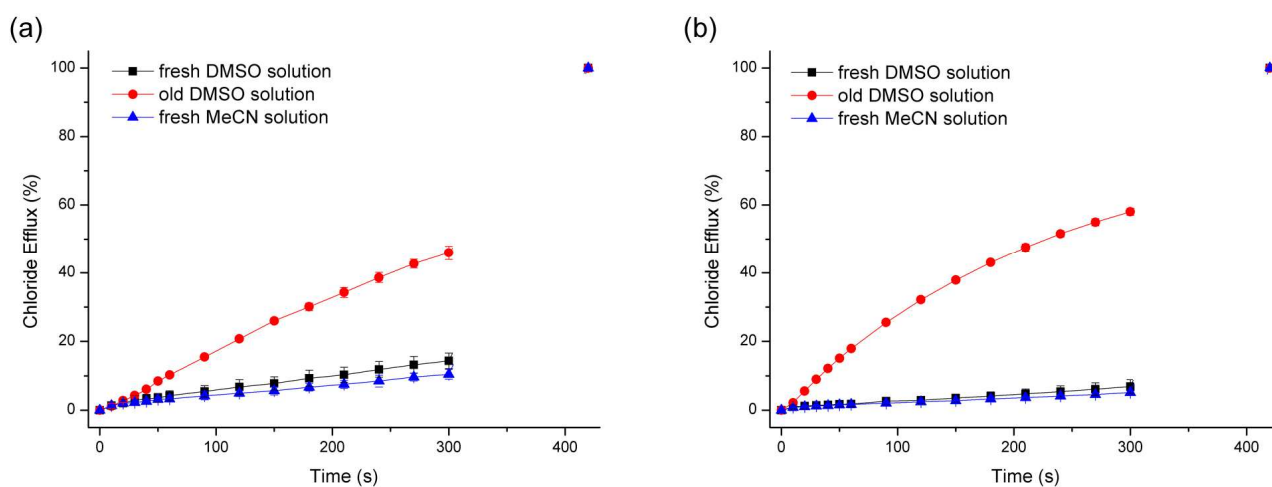 (a)
fresh DMSO solution
old DMSO solution
fresh MeCN solution
100
80
60
40
20
0
Chloride Efflux (%)
0
100
200
300
400
Time (s)
(b)
fresh DMSO solution
old DMSO solution
fresh MeCN solution
100
80
60
40
20
0
Chloride Efflux (%)
0
100
200
300
400
Time (s)